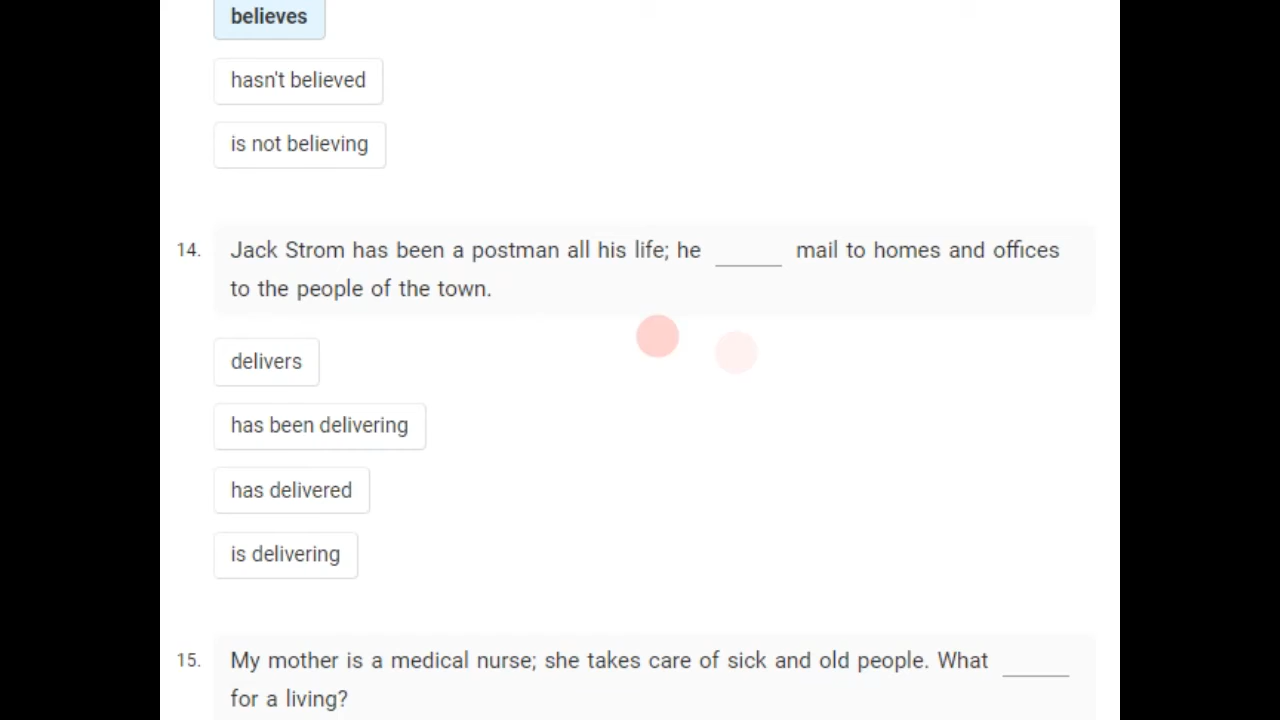 believes
hasn't believed
is not believing
14. Jack Strom has been a postman all his life; he ______ mail to homes and offices
to the people of the town.
delivers
has been delivering
has delivered
is delivering
15. My mother is a medical nurse; she takes care of sick and old people. What ______
for a living?